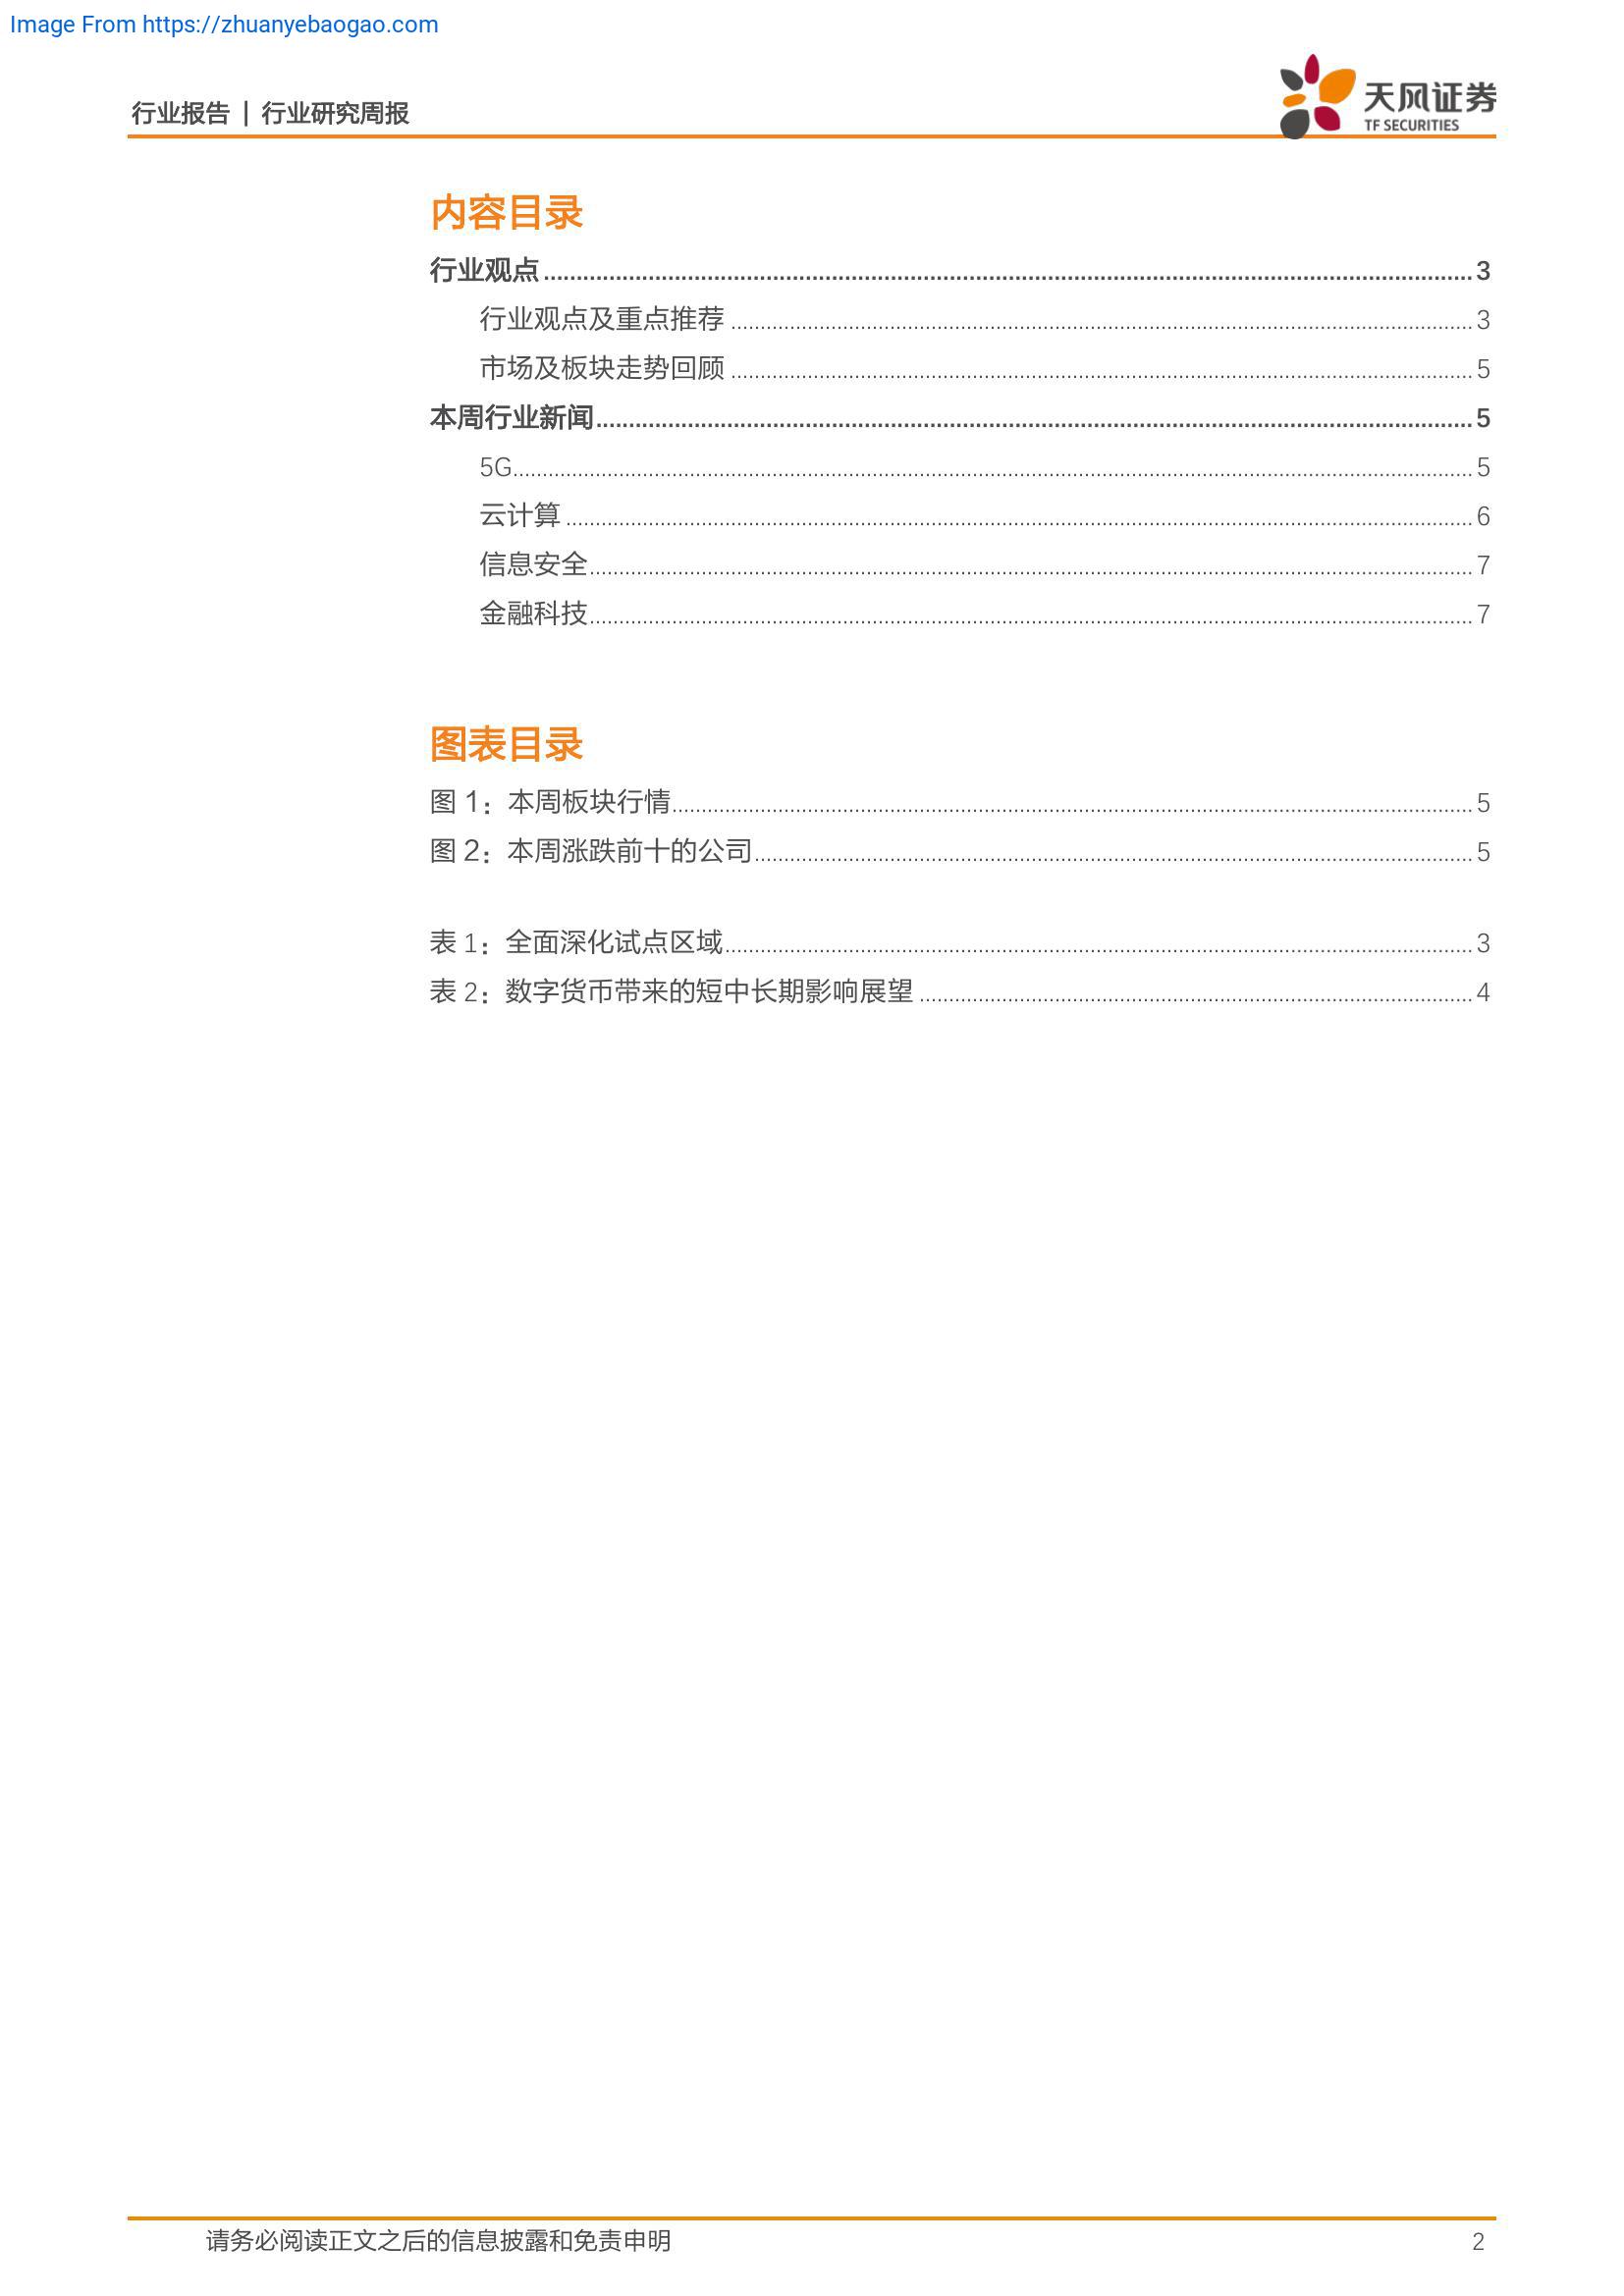 Image From https://zhuanyebaogao.com
行业报告 | 行业研究周报
天风证券
TF SECURITIES
内容目录
行业观点 3
行业观点及重点推荐 3
市场及板块走势回顾 5
本周行业新闻 5
5G 5
云计算 6
信息安全 7
金融科技 7
图表目录
图 1：本周板块行情 5
图 2：本周涨跌前十的公司 5
表 1：全面深化试点区域 3
表 2：数字货币带来的短中长期影响展望 4
请务必阅读正文之后的信息披露和免责申明 2